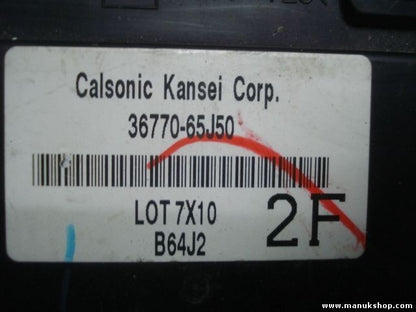 Calsonic Kansei Corp.
36770-65J50
LOT 7X10
2F
B64J2
www.manukshop.com